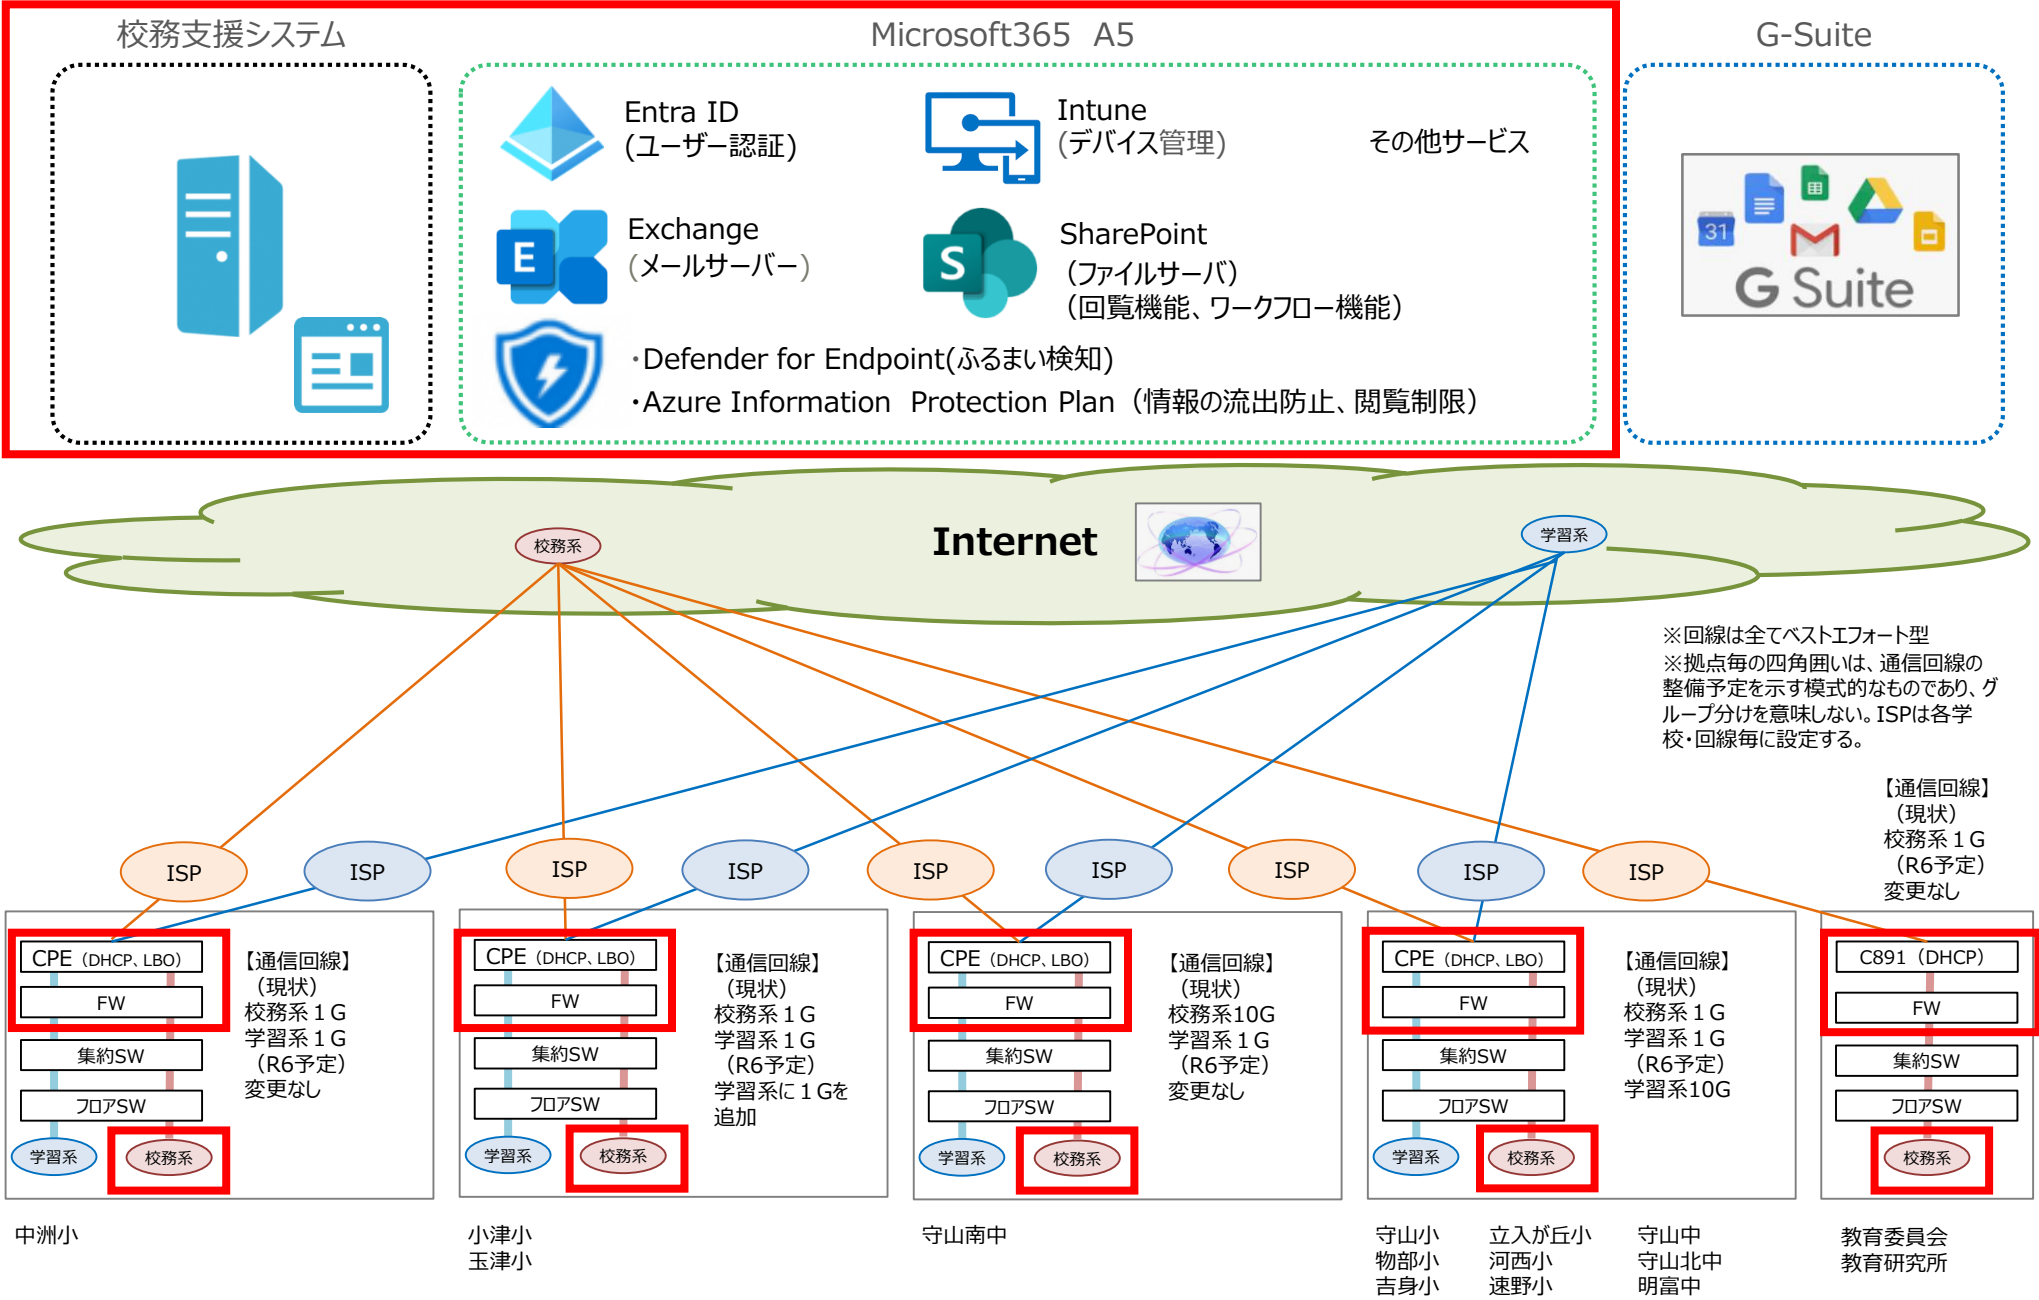 校務支援システム
Microsoft365 A5
G-Suite
Entra ID
(ユーザー認証)
Intune
(デバイス管理)
その他サービス
Exchange
(メールサーバー)
SharePoint
（ファイルサーバ）
（回覧機能、ワークフロー機能）
・Defender for Endpoint(ふるまい検知)
・Azure Information Protection Plan（情報の流出防止、閲覧制限）
E
S
31
G Suite
校務系
Internet
学習系
※回線は全てベストエフォート型
※拠点毎の四角囲いは、通信回線の
整備予定を示す模式的なものであり、グ
ループ分けを意味しない。ISPは各学
校・回線毎に設定する。
ISP
ISP
ISP
ISP
ISP
ISP
ISP
ISP
ISP
CPE（DHCP、LBO）
FW
集約SW
フロアSW
学習系
校務系
【通信回線】
（現状）
校務系１G
学習系１G
（R6予定）
変更なし
中洲小
CPE（DHCP、LBO）
FW
集約SW
フロアSW
学習系
校務系
【通信回線】
（現状）
校務系１G
学習系１G
（R6予定）
学習系に１Gを
追加
小津小
玉津小
CPE（DHCP、LBO）
FW
集約SW
フロアSW
学習系
校務系
【通信回線】
（現状）
校務系10G
学習系１G
（R6予定）
変更なし
守山南中
CPE（DHCP、LBO）
FW
集約SW
フロアSW
学習系
校務系
【通信回線】
（現状）
校務系１G
学習系１G
（R6予定）
学習系10G
守山小 立入が丘小 守山中
物部小 河西小 守山北中
吉身小 速野小 明富中
【通信回線】
（現状）
校務系１G
（R6予定）
変更なし
C891（DHCP）
FW
集約SW
フロアSW
校務系
教育委員会
教育研究所